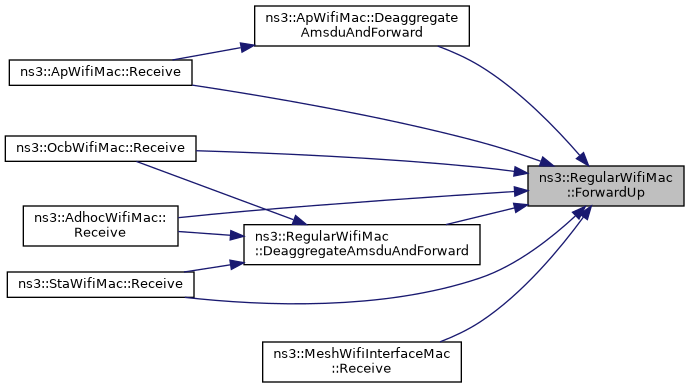 ns3::ApWifiMac::Deaggregate
AmsduAndForward
ns3::ApWifiMac::Receive
ns3::OcbWifiMac::Receive
ns3::RegularWifiMac
::ForwardUp
ns3::AdhocWifiMac::
Receive
ns3::RegularWifiMac
::DeaggregateAmsduAndForward
ns3::StaWifiMac::Receive
ns3::MeshWifiInterfaceMac
::Receive